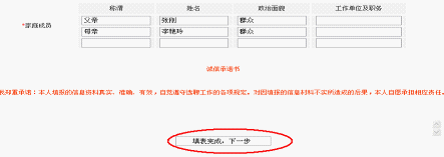 称谓 姓名 政治面貌 工作单位及职务
*家庭成员
父亲 张刚 群众
母亲 李艳玲 群众
诚信承诺书
郑重承诺：本人填报的信息资料真实、准确、有效，自觉遵守选聘工作的各项规定。对因填报的信息材料不实而造成的后果，本人自愿承担相应责任。
填表完成，下一步